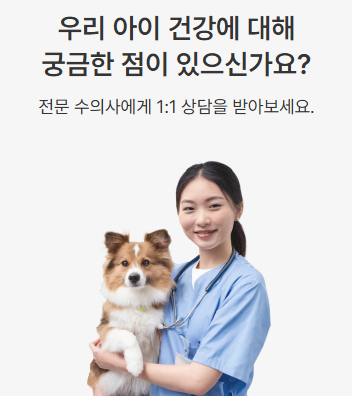 우리 아이 건강에 대해
궁금한 점이 있으신가요?
전문 수의사에게 1:1 상담을 받아보세요.